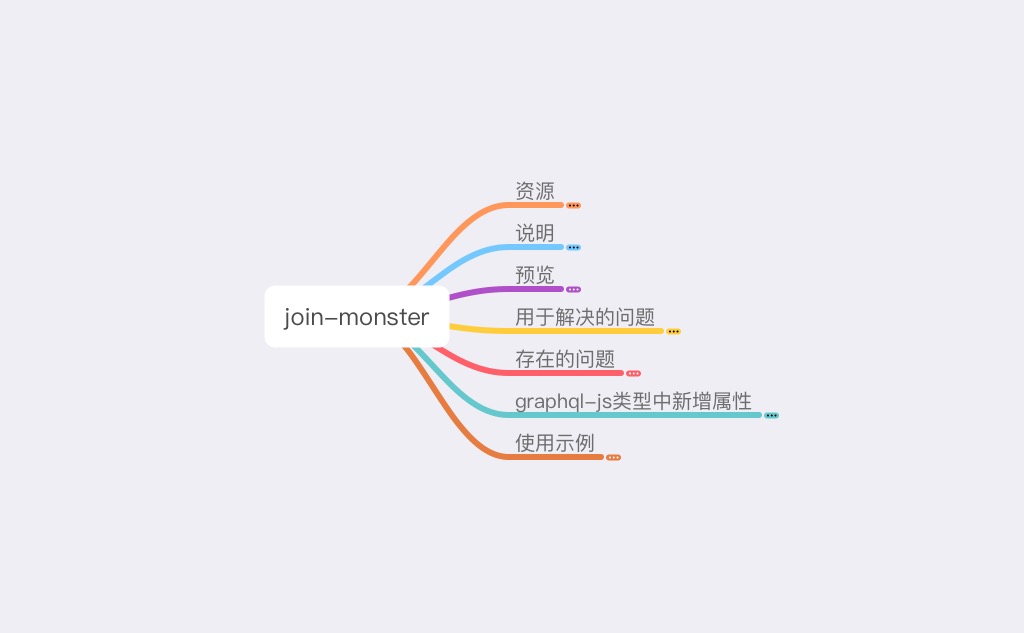 资源
说明
预览
join-monster
用于解决的问题
存在的问题
graphql-js类型中新增属性
使用示例